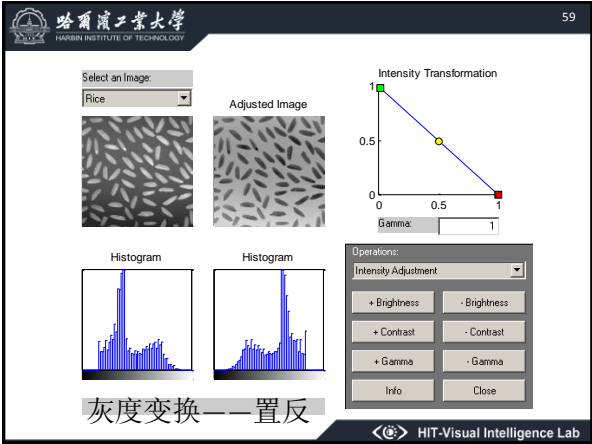 哈爾濱工業大學
HARBIN INSTITUTE OF TECHNOLOGY
59
Select an Image:
Rice
Adjusted Image
Intensity Transformation
1
0.5
0
0 0.5 1
Gamma: 1
Histogram
Histogram
Operations:
Intensity Adjustment
+ Brightness - Brightness
+ Contrast - Contrast
+ Gamma - Gamma
Info Close
灰度变换——置反
HIT-Visual Intelligence Lab